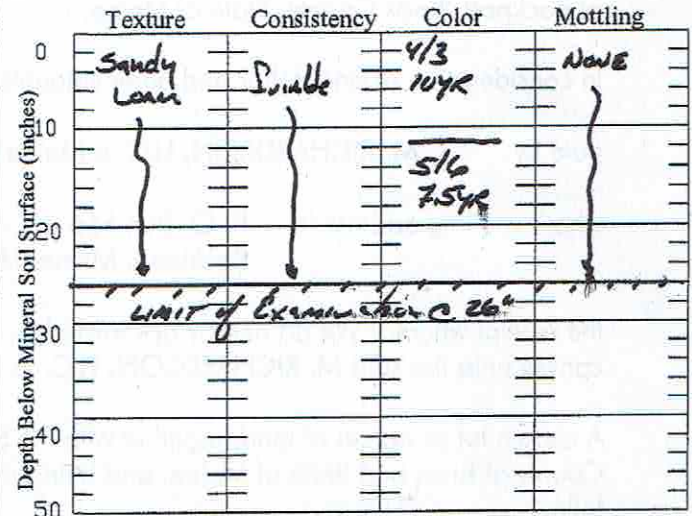 Texture Consistency Color Mottling
Depth Below Mineral Soil Surface (inches)
0
10
20
30
40
50
Sandy
Loam
Friable
4/3
10YR
5/6
7.5YR
NONE
Limit of Examination @ 26"